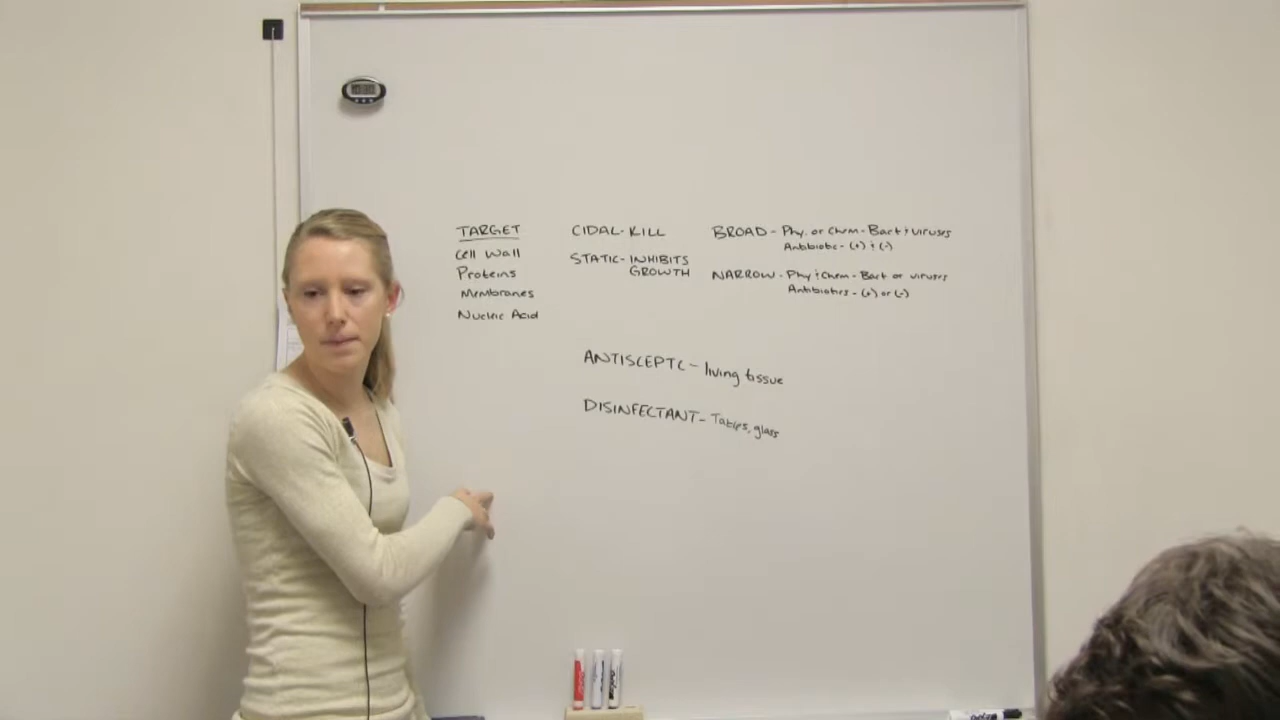 TARGET
Cell Wall
Proteins
Membranes
Nucleic Acid
CIDAL-KILL
STATIC-INHIBITS
GROWTH
BROAD - Phy. or Chem - Bact & viruses
Antibiotic - (+) & (-)
NARROW - Phy & Chem - Bact or viruses
Antibiotics - (+) or (-)
ANTISCEPTC - living tissue
DISINFECTANT - Tables, glass